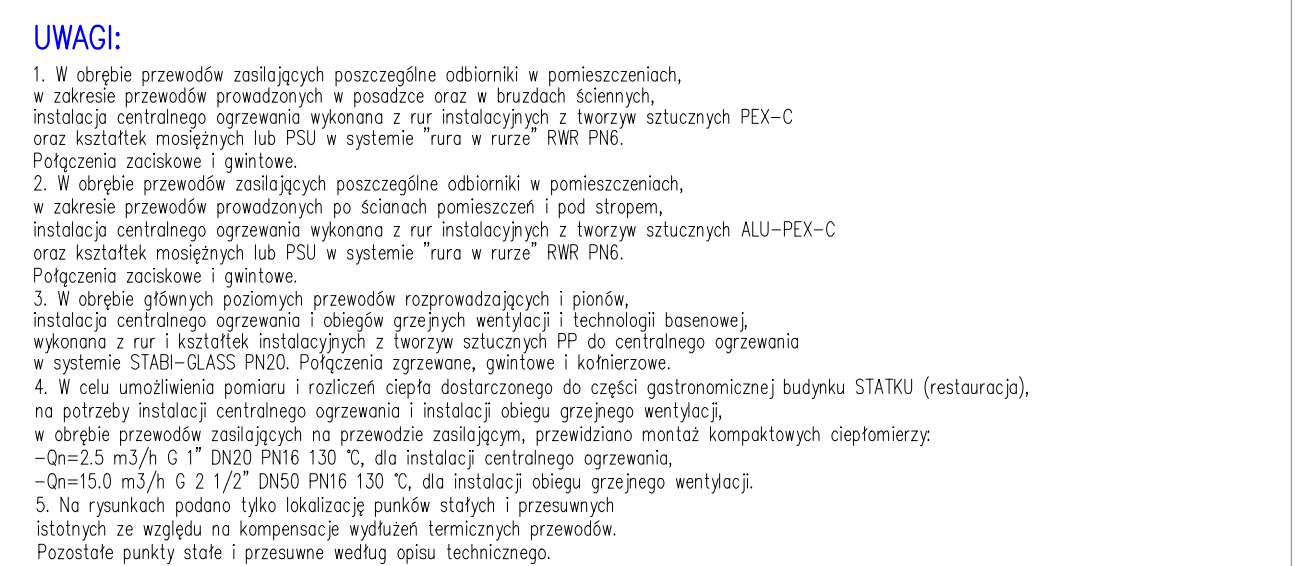 UWAGI:
1. W obrębie przewodów zasilających poszczególne odbiorniki w pomieszczeniach,
w zakresie przewodów prowadzonych w posadzce oraz w bruzdach ściennych,
instalacja centralnego ogrzewania wykonana z rur instalacyjnych z tworzyw sztucznych PEX-C
oraz kształtek mosiężnych lub PSU w systemie "rura w rurze" RWR PN6.
Połączenia zaciskowe i gwintowe.
2. W obrębie przewodów zasilających poszczególne odbiorniki w pomieszczeniach,
w zakresie przewodów prowadzonych po ścianach pomieszczeń i pod stropem,
instalacja centralnego ogrzewania wykonana z rur instalacyjnych z tworzyw sztucznych ALU-PEX-C
oraz kształtek mosiężnych lub PSU w systemie "rura w rurze" RWR PN6.
Połączenia zaciskowe i gwintowe.
3. W obrębie głównych poziomych przewodów rozprowadzających i pionów,
instalacja centralnego ogrzewania i obiegów grzejnych wentylacji i technologii basenowej,
wykonana z rur i kształtek instalacyjnych z tworzyw sztucznych PP do centralnego ogrzewania
w systemie STABI-GLASS PN20. Połączenia zgrzewane, gwintowe i kołnierzowe.
4. W celu umożliwienia pomiaru i rozliczeń ciepła dostarczonego do części gastronomicznej budynku STATKU (restauracja),
na potrzeby instalacji centralnego ogrzewania i instalacji obiegu grzejnego wentylacji,
w obrębie przewodów zasilających na przewodzie zasilającym, przewidziano montaż kompaktowych ciepłomierzy:
-Qn=2.5 m3/h G 1" DN20 PN16 130 °C, dla instalacji centralnego ogrzewania,
-Qn=15.0 m3/h G 2 1/2" DN50 PN16 130 °C, dla instalacji obiegu grzejnego wentylacji.
5. Na rysunkach podano tylko lokalizację punków stałych i przesuwnych
istotnych ze względu na kompensacje wydłużeń termicznych przewodów.
Pozostałe punkty stałe i przesuwne według opisu technicznego.